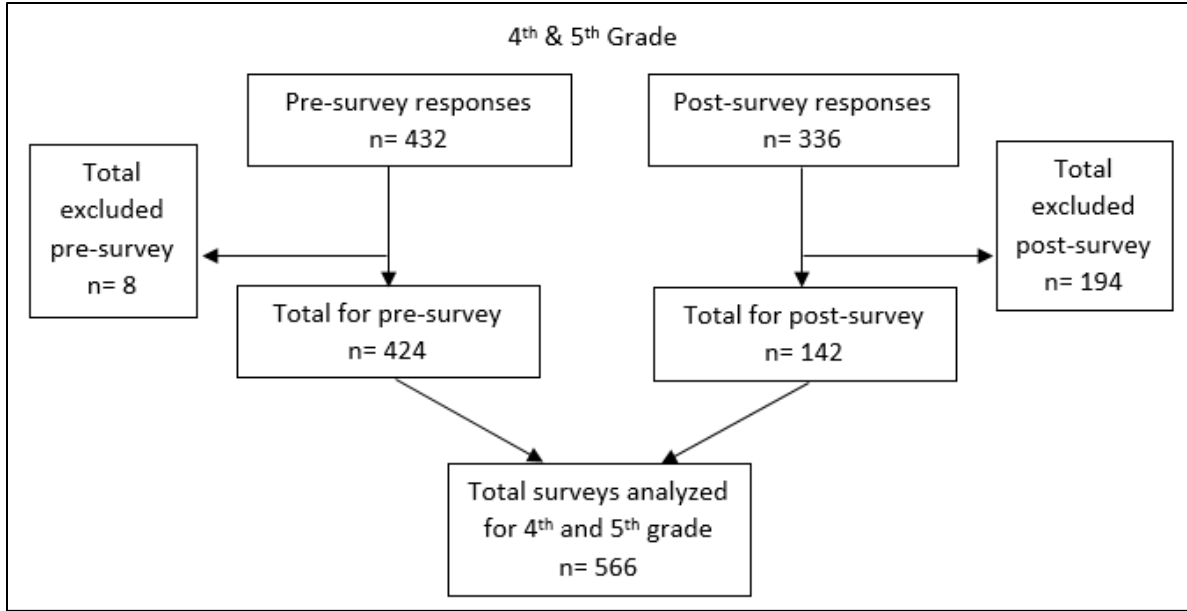 4th & 5th Grade
Pre-survey responses
n= 432
Post-survey responses
n= 336
Total
excluded
pre-survey
n= 8
Total
excluded
post-survey
n= 194
Total for pre-survey
n= 424
Total for post-survey
n= 142
Total surveys analyzed
for 4th and 5th grade
n= 566